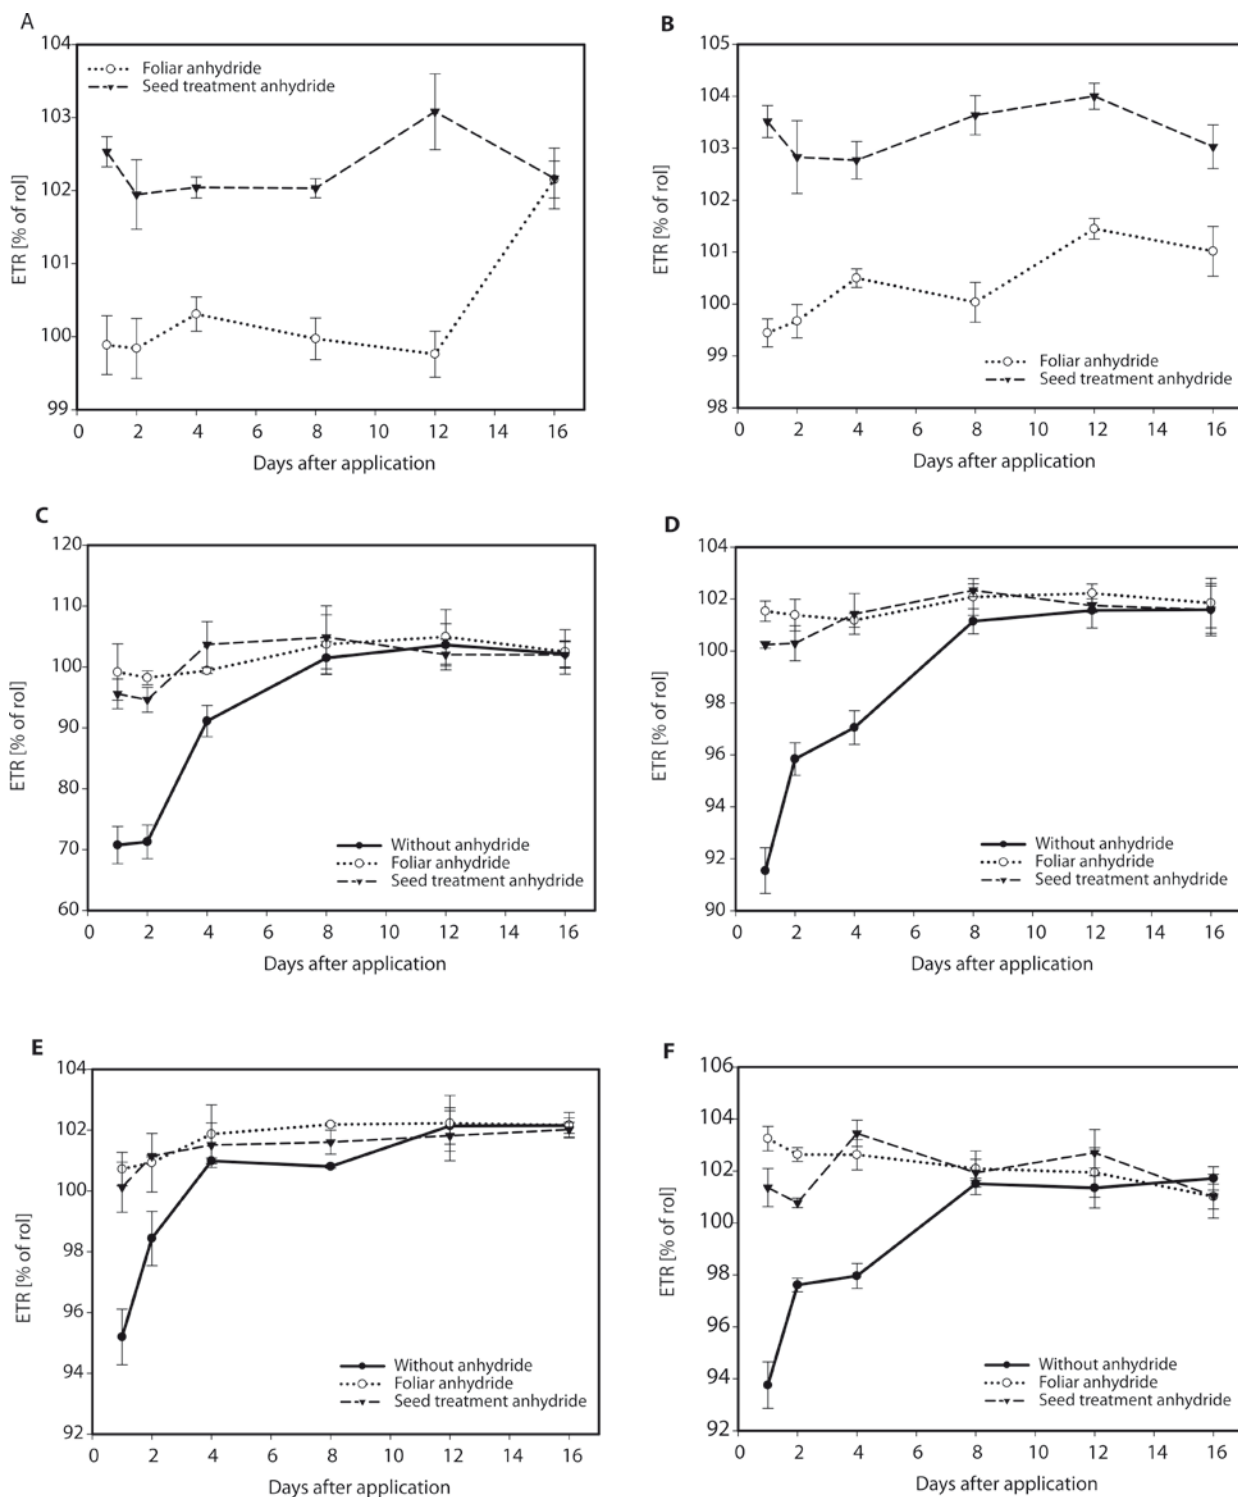 A
104
103
102
101
100
99
ETR [% of rol]
Foliar anhydride
Seed treatment anhydride
0 2 4 6 8 10 12 14 16
Days after application
B
105
104
103
102
101
100
99
98
ETR [% of rol]
Foliar anhydride
Seed treatment anhydride
0 2 4 6 8 10 12 14 16
Days after application
C
120
110
100
90
80
70
60
ETR [% of rol]
Without anhydride
Foliar anhydride
Seed treatment anhydride
0 2 4 6 8 10 12 14 16
Days after application
D
104
102
100
98
96
94
92
90
ETR [% of rol]
Without anhydride
Foliar anhydride
Seed treatment anhydride
0 2 4 6 8 10 12 14 16
Days after application
E
104
102
100
98
96
94
92
ETR [% of rol]
Without anhydride
Foliar anhydride
Seed treatment anhydride
0 2 4 6 8 10 12 14 16
Days after application
F
106
104
102
100
98
96
94
92
ETR [% of rol]
Without anhydride
Foliar anhydride
Seed treatment anhydride
0 2 4 6 8 10 12 14 16
Days after application